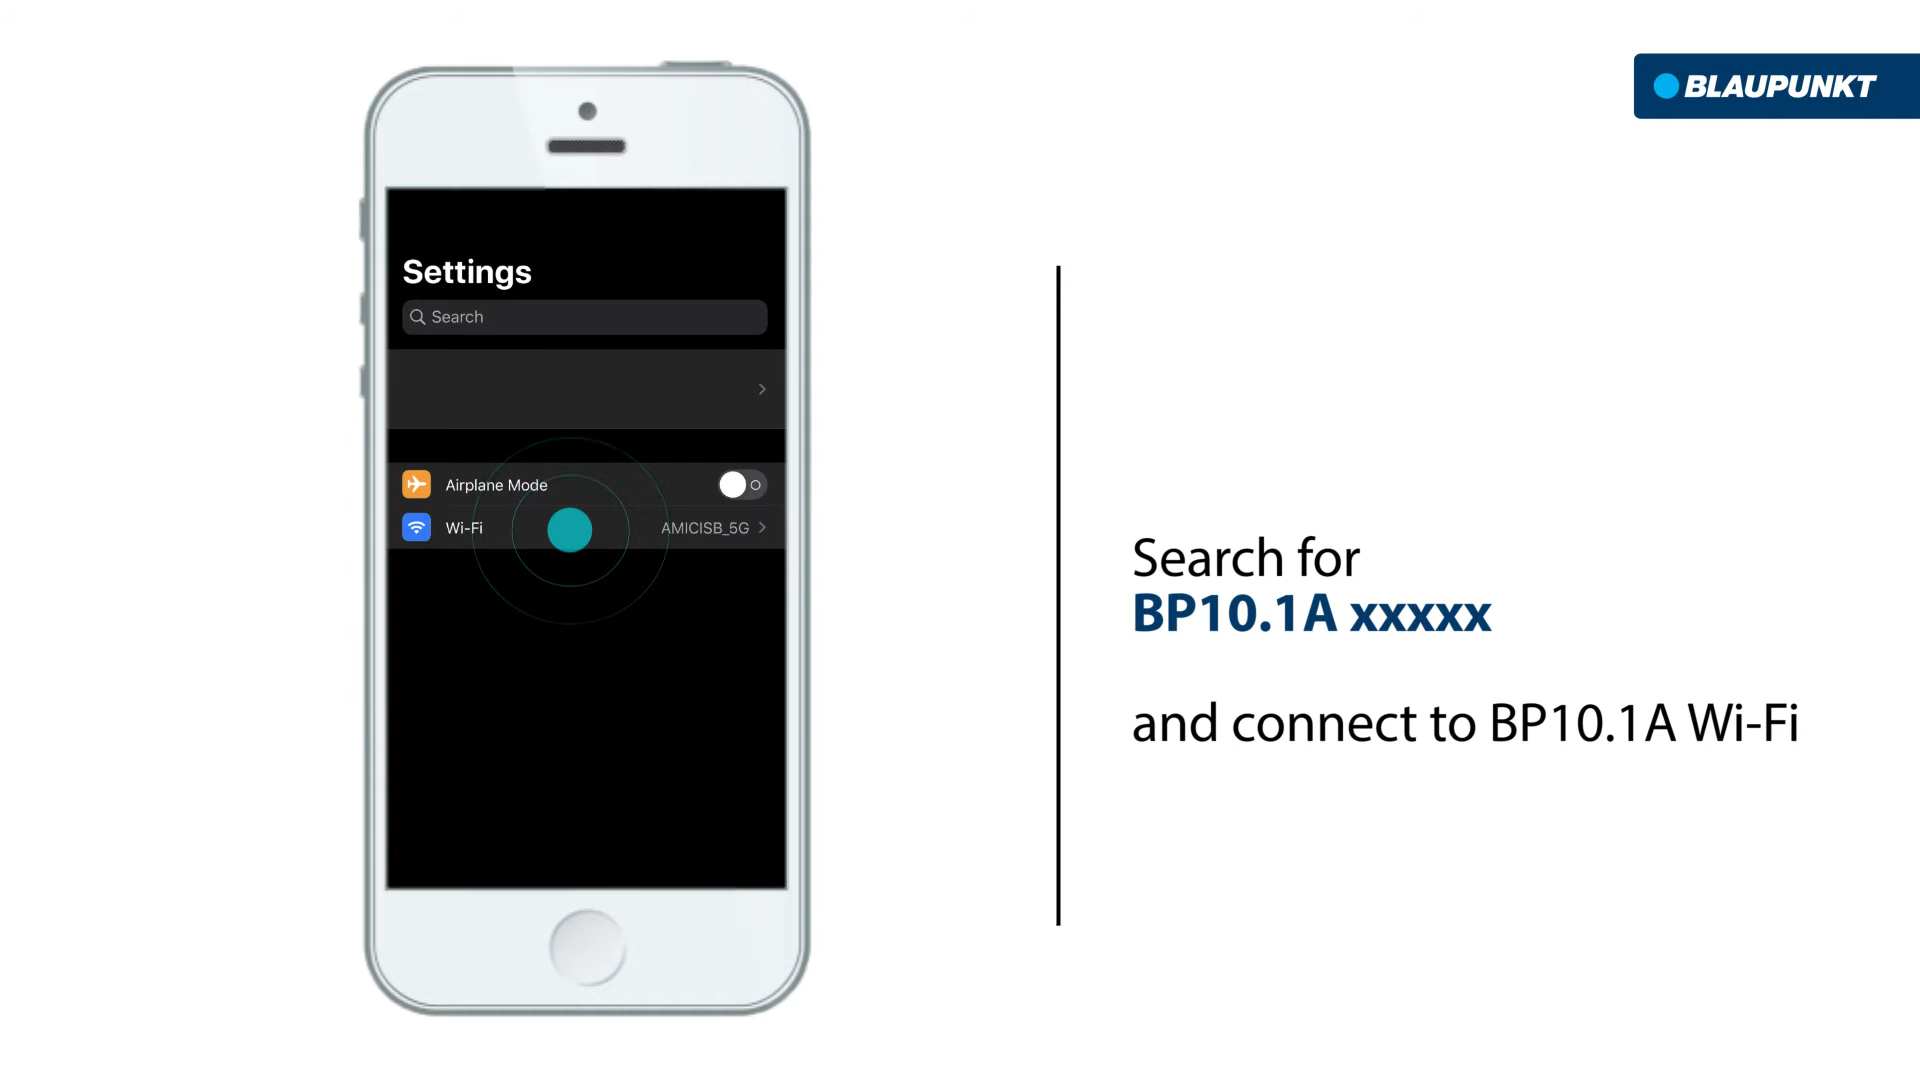 BLAUPUNKT
Settings
Search
Airplane Mode
Wi-Fi AMICISB_5G
Search for
BP10.1A xxxxx
and connect to BP10.1A Wi-Fi